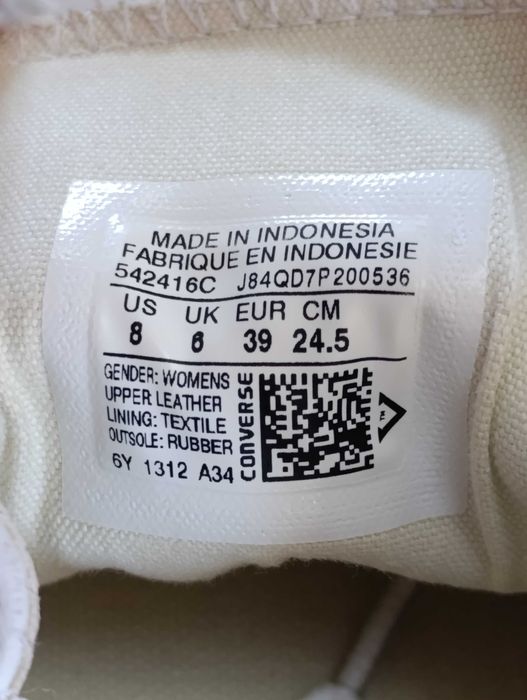 MADE IN INDONESIA
FABRIQUE EN INDONESIE
542416C J84QD7P200536
US UK EUR CM
8 6 39 24.5
GENDER: WOMENS
UPPER LEATHER
LINING: TEXTILE
OUTSOLE: RUBBER
6Y 1312 A34
CONVERSE
TM